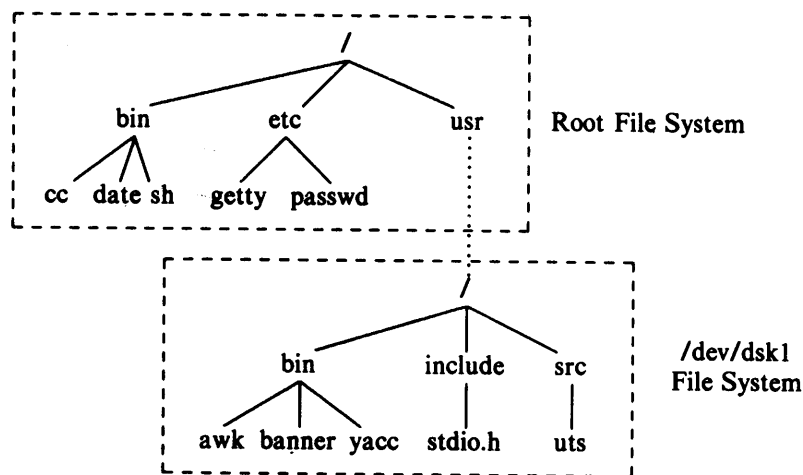 /
bin etc usr
Root File System
cc date sh getty passwd
/
bin include src
/dev/dsk1
File System
awk banner yacc stdio.h uts